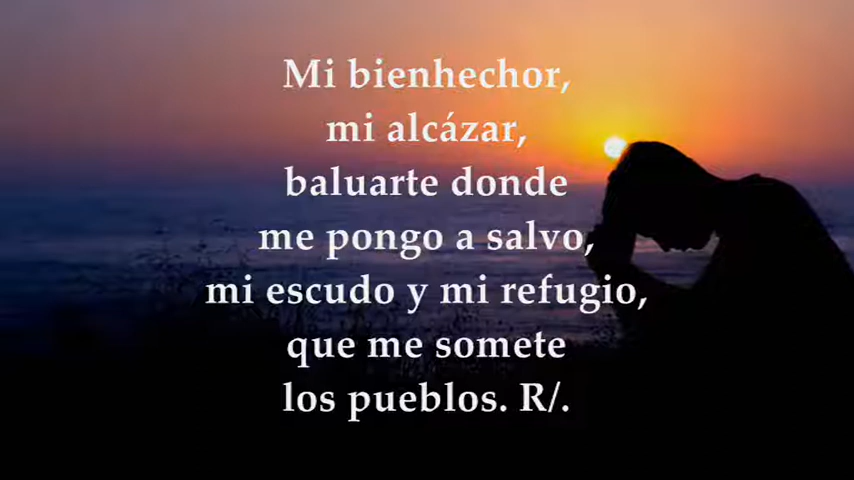 Mi bienhechor,
mi alcázar,
baluarte donde
me pongo a salvo,
mi escudo y mi refugio,
que me somete
los pueblos. R/.